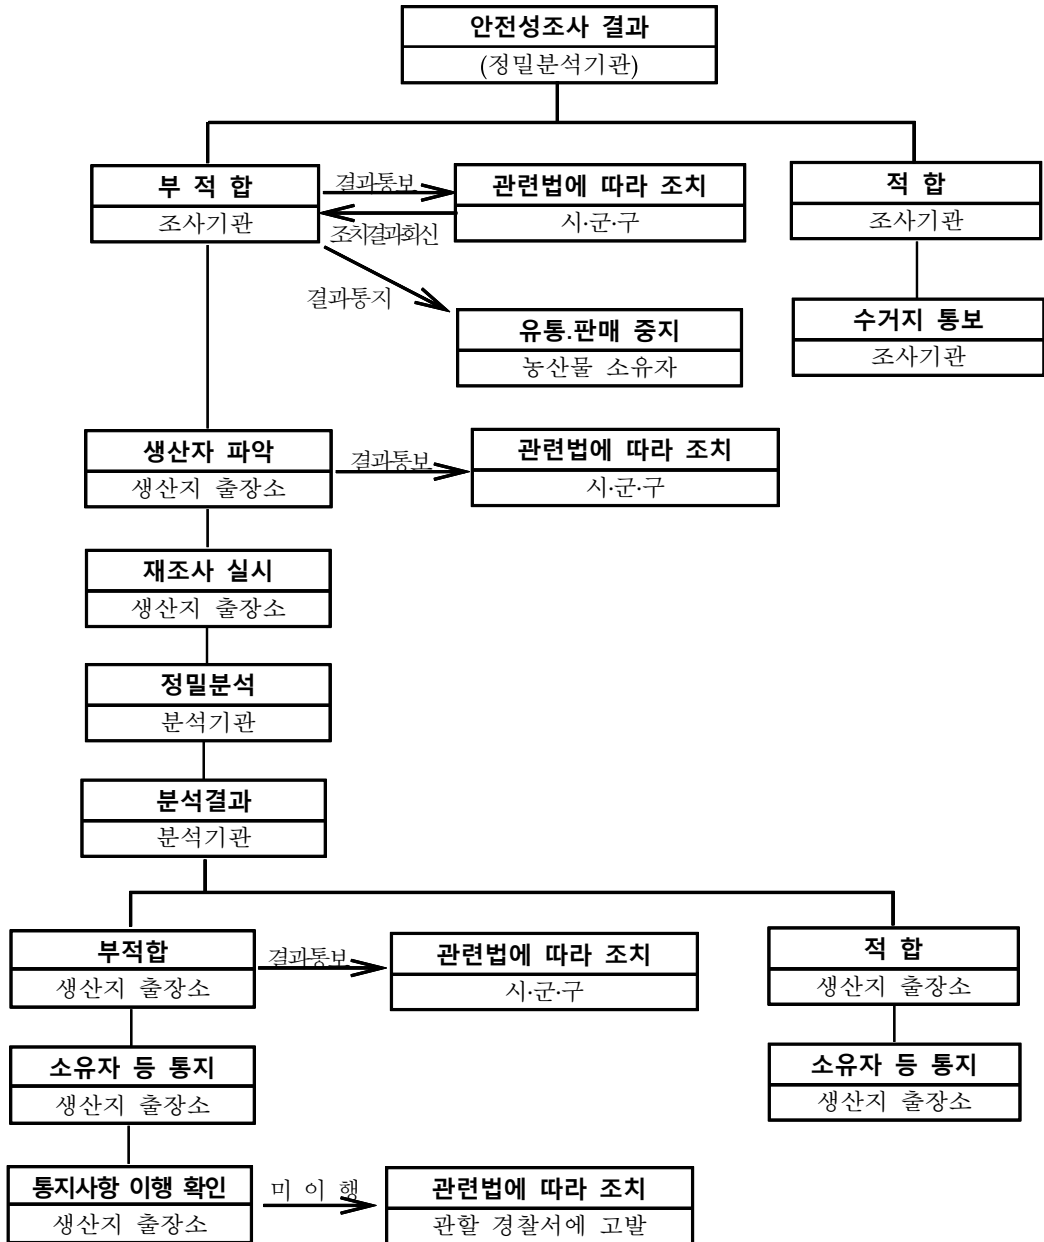 안전성조사 결과
(정밀분석기관)
부 적 합
조사기관
결과통보
조치결과회신
관련법에 따라 조치
시·군·구
적 합
조사기관
결과통지
유통.판매 중지
농산물 소유자
수거지 통보
조사기관
생산자 파악
생산지 출장소
결과통보
관련법에 따라 조치
시·군·구
재조사 실시
생산지 출장소
정밀분석
분석기관
분석결과
분석기관
부적합
생산지 출장소
결과통보
관련법에 따라 조치
시·군·구
적 합
생산지 출장소
소유자 등 통지
생산지 출장소
소유자 등 통지
생산지 출장소
통지사항 이행 확인
생산지 출장소
미 이 행
관련법에 따라 조치
관할 경찰서에 고발